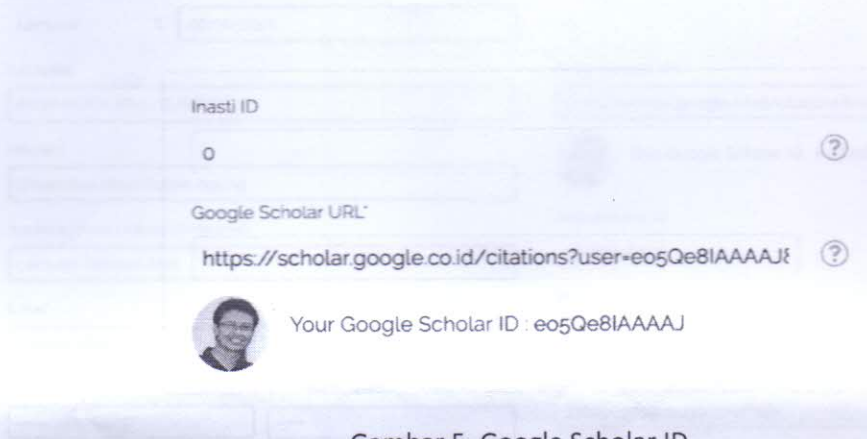 Inasti ID
0
Google Scholar URL*
https://scholar.google.co.id/citations?user=eo5Qe8IAAAAJ&
Your Google Scholar ID : eo5Qe8IAAAAJ
Gambar 5. Google Scholar ID